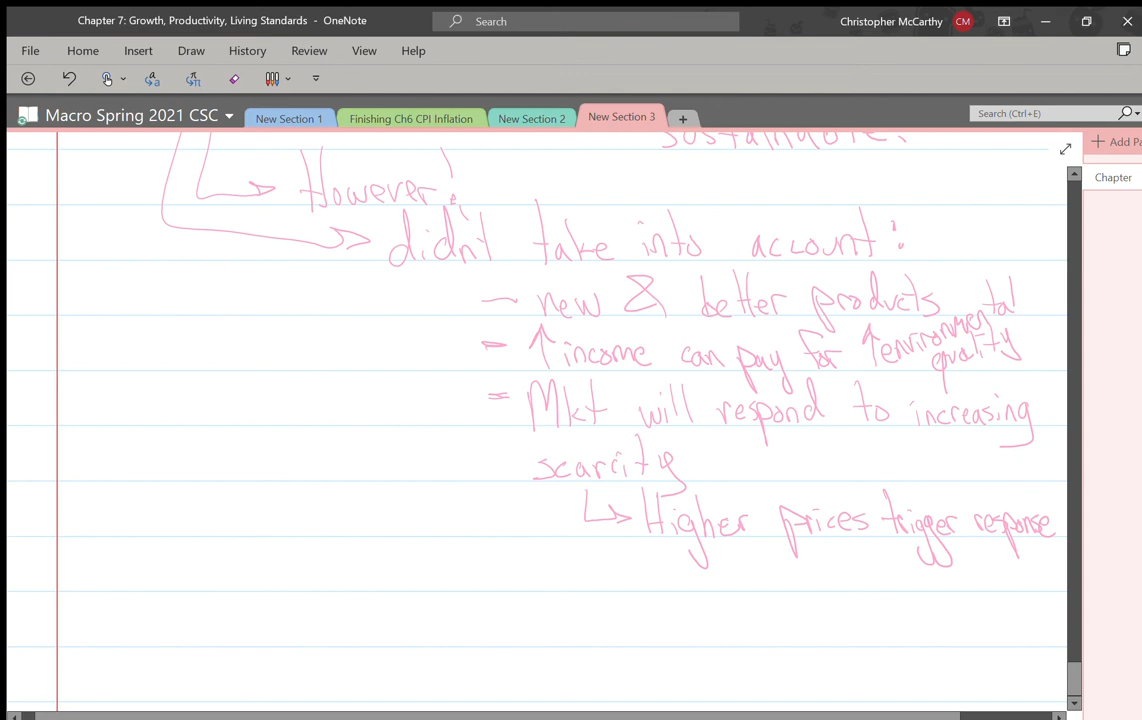 Chapter 7: Growth, Productivity, Living Standards - OneNote
Search
Christopher McCarthy CM
File Home Insert Draw History Review View Help
Macro Spring 2021 CSC
New Section 1
Finishing Ch6 CPI Inflation
New Section 2
New Section 3
Search (Ctrl+E)
Add Pa
Chapter
sustainable.
However:
didn't take into account:
- new & better products
= ↑ income can pay for ↑ environmental quality
= Mkt will respond to increasing
scarcity
↳ Higher prices trigger response